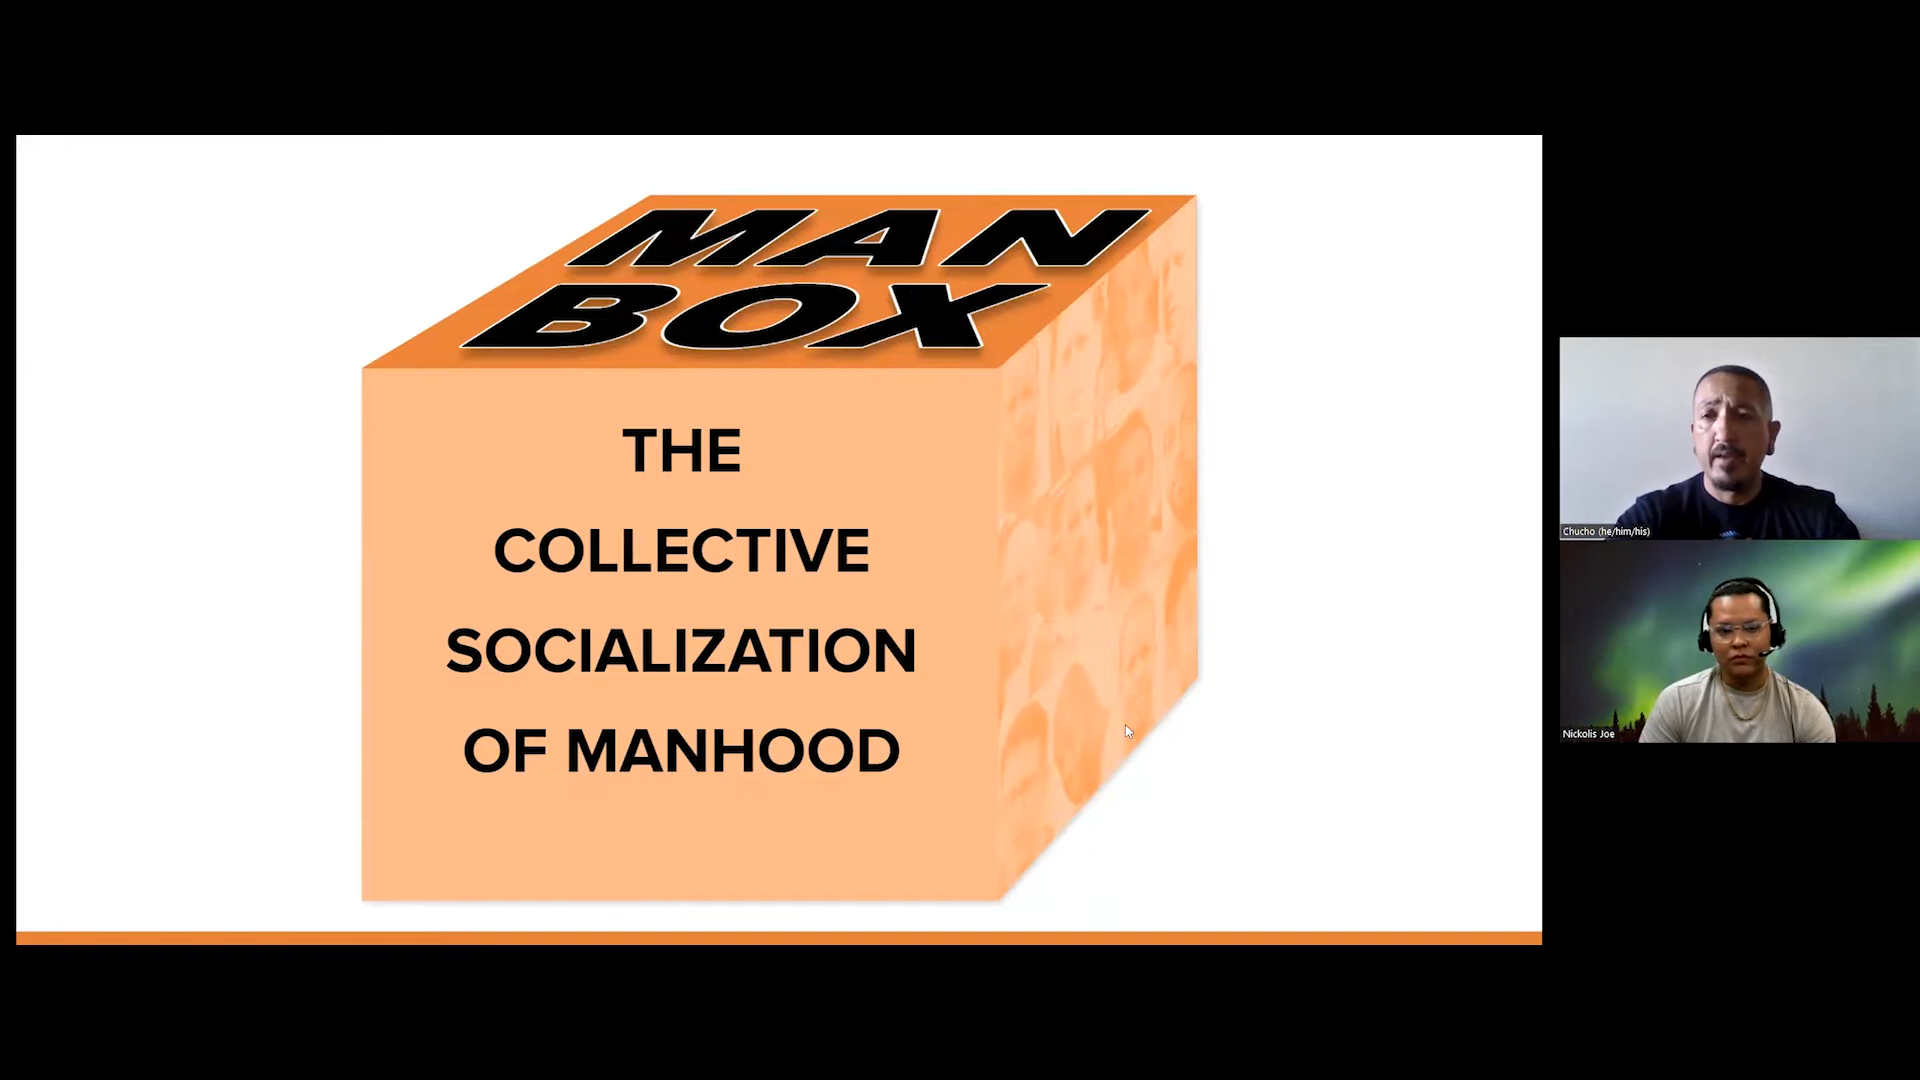 MAN
BOX
THE
COLLECTIVE
SOCIALIZATION
OF MANHOOD
Chucho (he/him/his)
Nickolis Joe